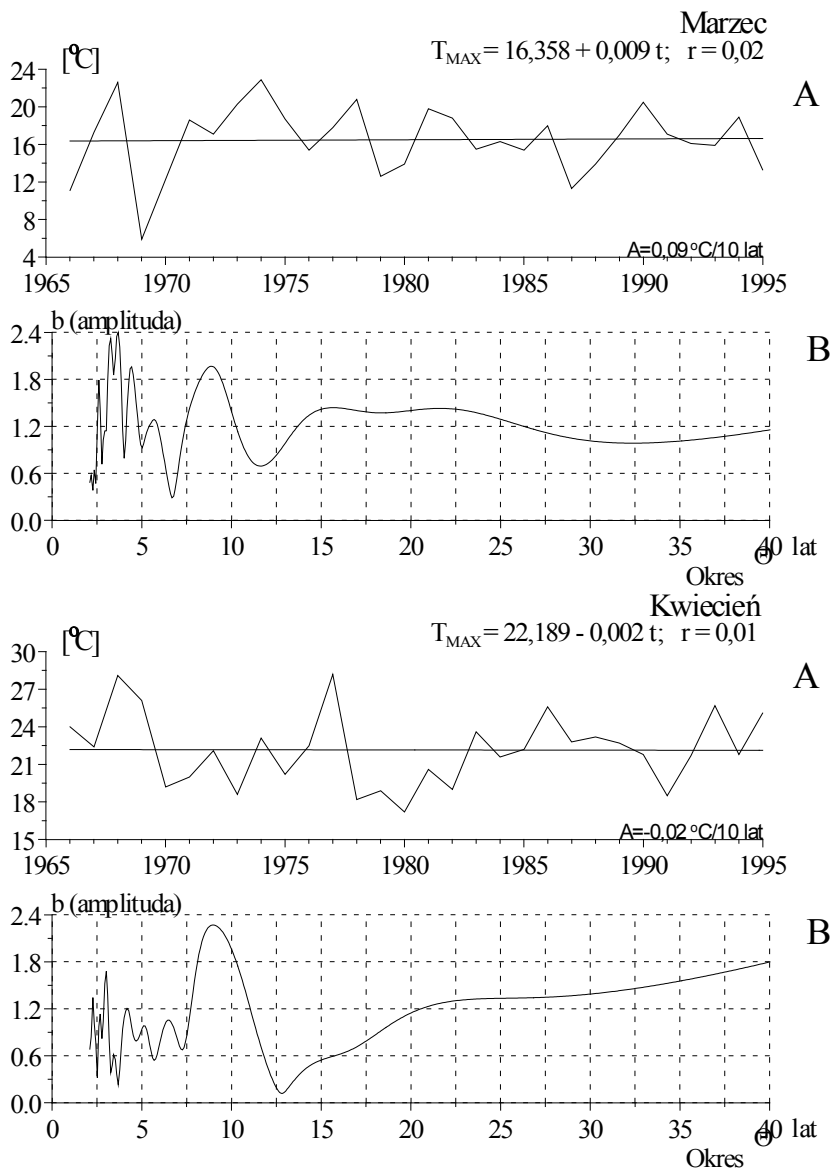 Marzec
[°C]
T_MAX = 16,358 + 0,009 t; r = 0,02
A
24
20
16
12
8
4
A=0,09°C/10 lat
1965 1970 1975 1980 1985 1990 1995
b (amplituda)
B
2.4
1.8
1.2
0.6
0.0
0 5 10 15 20 25 30 35 40 lat
Θ
Okres
Kwiecień
[°C]
T_MAX = 22,189 - 0,002 t; r = 0,01
A
30
27
24
21
18
15
A=-0,02 °C/10 lat
1965 1970 1975 1980 1985 1990 1995
b (amplituda)
B
2.4
1.8
1.2
0.6
0.0
0 5 10 15 20 25 30 35 40 lat
Θ
Okres